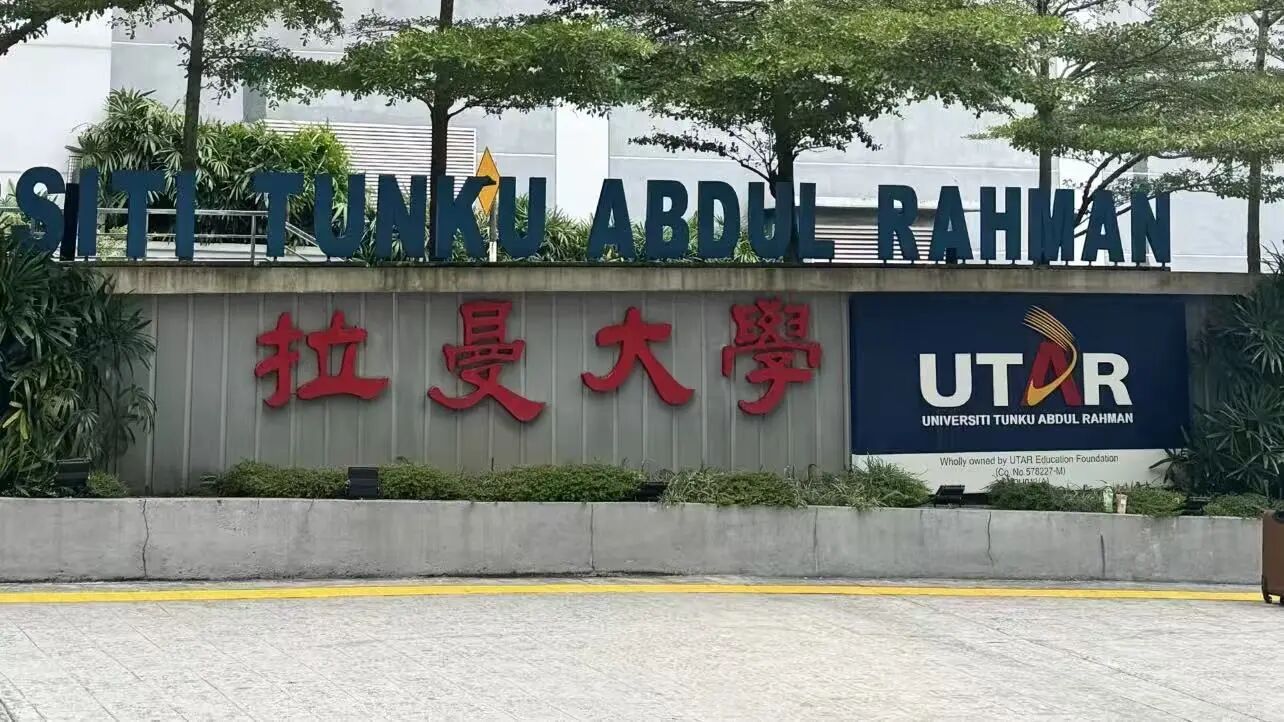 SITI TUNKU ABDUL RAHMAN
拉曼大學
UTAR
UNIVERSITI TUNKU ABDUL RAHMAN
Wholly owned by UTAR Education Foundation
(Co. No. 578227-M)